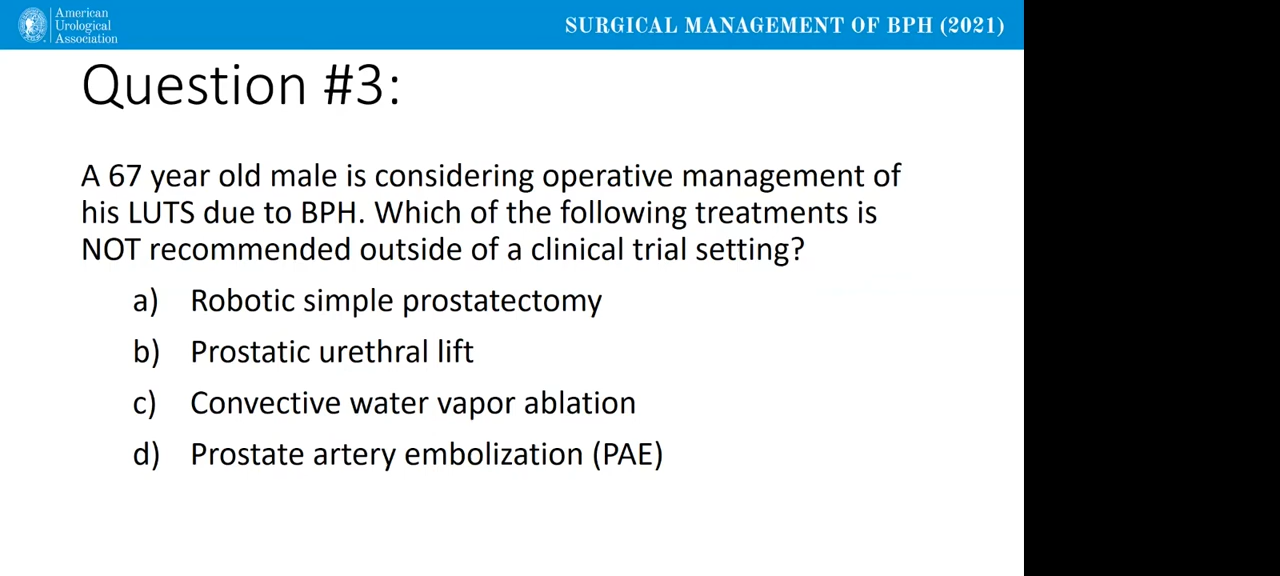 American
Urological
Association
SURGICAL MANAGEMENT OF BPH (2021)
Question #3:
A 67 year old male is considering operative management of
his LUTS due to BPH. Which of the following treatments is
NOT recommended outside of a clinical trial setting?
a) Robotic simple prostatectomy
b) Prostatic urethral lift
c) Convective water vapor ablation
d) Prostate artery embolization (PAE)